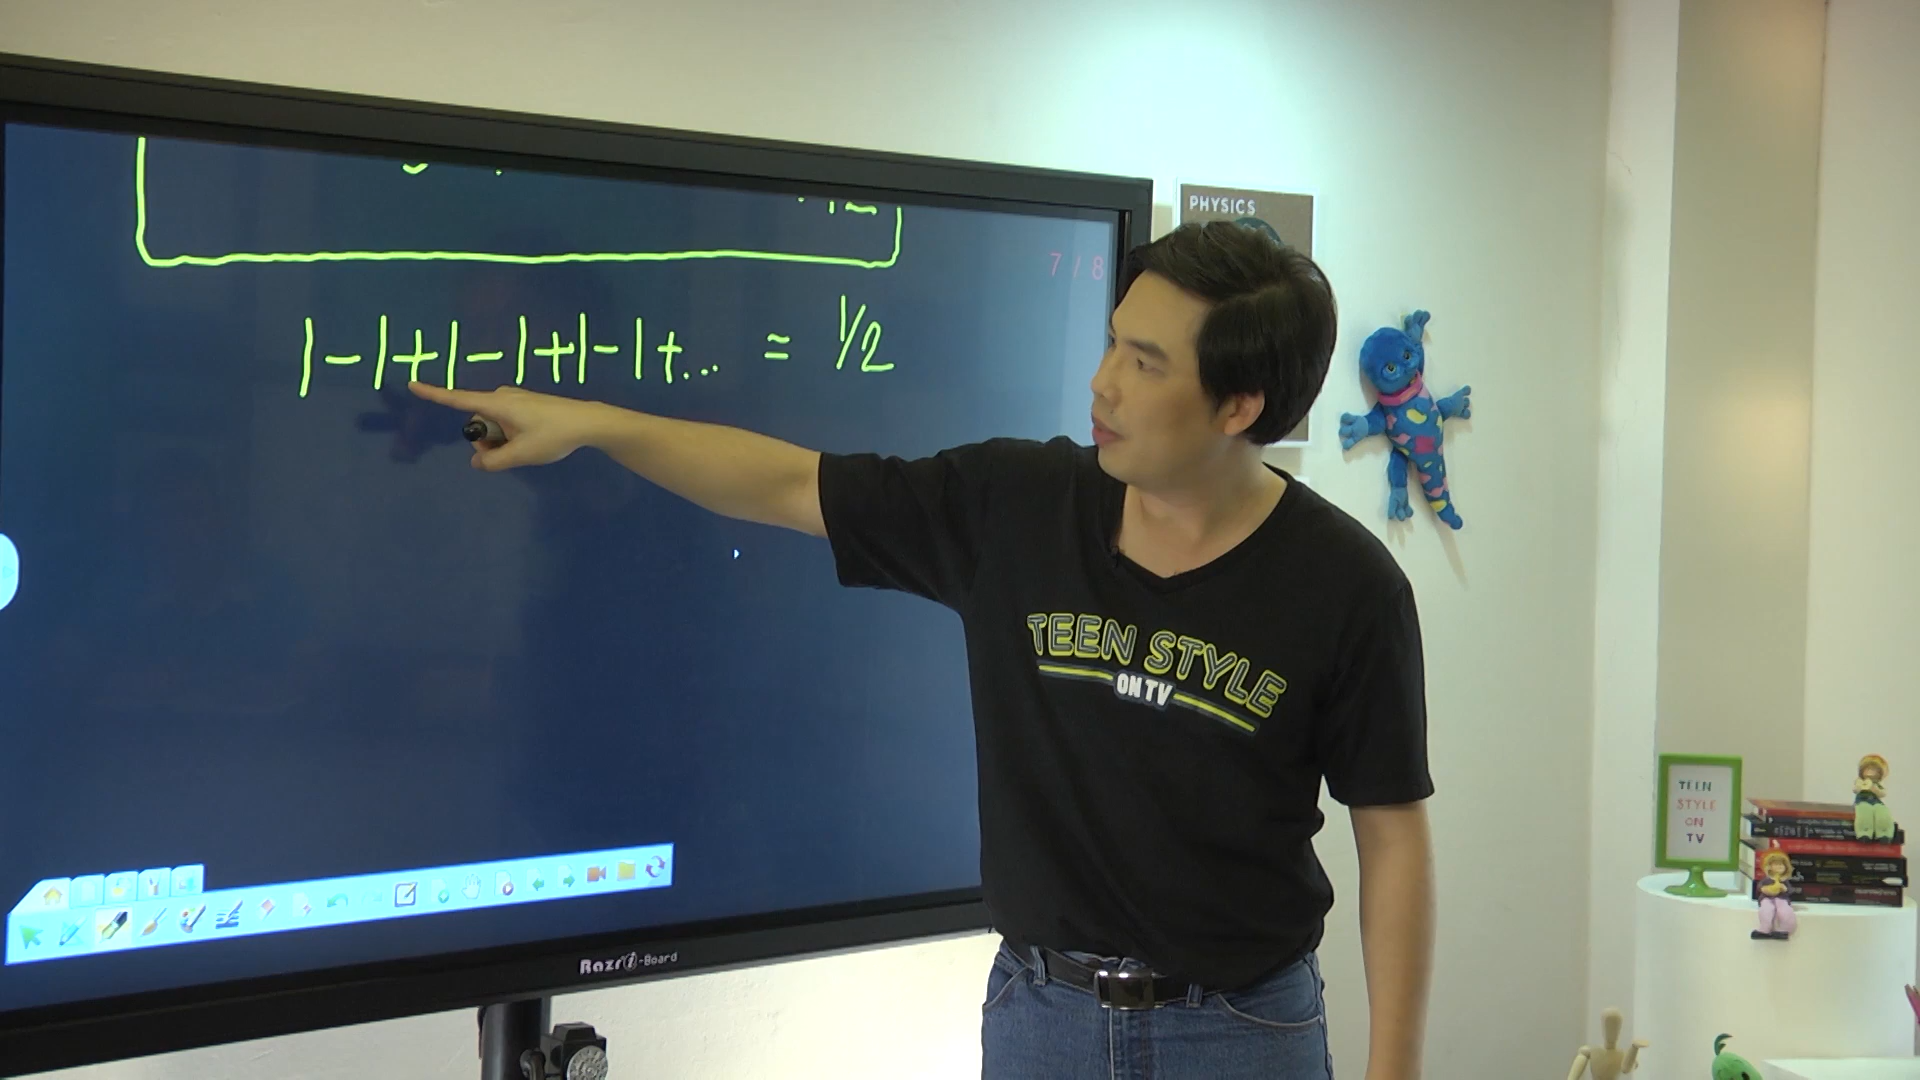 PHYSICS
7 / 8
1-1+1-1+1-1+... = 1/2
TEEN STYLE
ON TV
TEEN
STYLE
ON
TV
Razr i-Board